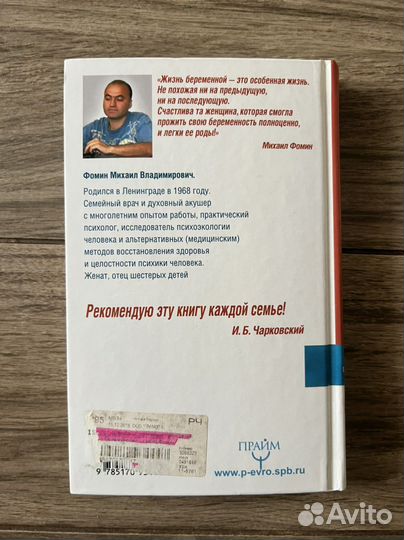 «Жизнь беременной — это особенная жизнь.
Не похожая ни на предыдущую,
ни на последующую.
Счастлива та женщина, которая смогла
прожить свою беременность полноценно,
и легки ее роды!»
Михаил Фомин
Фомин Михаил Владимирович.
Родился в Ленинграде в 1968 году.
Семейный врач и духовный акушер
с многолетним опытом работы, практический
психолог, исследователь психоэкологии
человека и альтернативных (медицинским)
методов восстановления здоровья
и целостности психики человека.
Женат, отец шестерых детей
Рекомендую эту книгу каждой семье!
И. Б. Чарковский
РЧ
9 785170
ПРАЙМ
www.p-evro.spb.ru
Avito